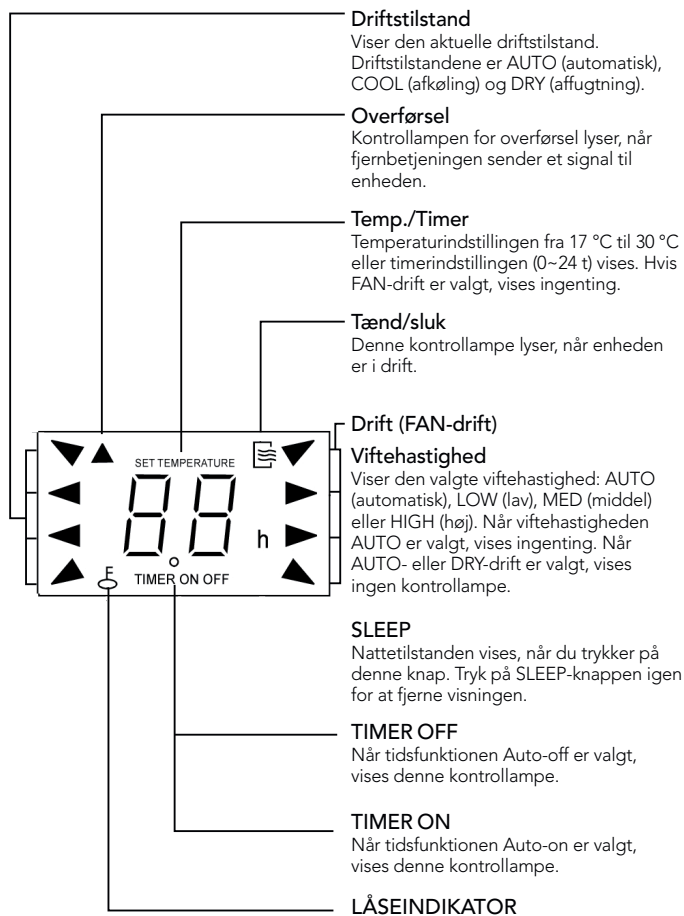 Driftstilstand
Viser den aktuelle driftstilstand.
Driftstilstandene er AUTO (automatisk),
COOL (afkøling) og DRY (affugtning).
Overførsel
Kontrollampen for overførsel lyser, når
fjernbetjeningen sender et signal til
enheden.
Temp./Timer
Temperaturindstillingen fra 17 °C til 30 °C
eller timerindstillingen (0~24 t) vises. Hvis
FAN-drift er valgt, vises ingenting.
Tænd/sluk
Denne kontrollampe lyser, når enheden
er i drift.
Drift (FAN-drift)
Viftehastighed
Viser den valgte viftehastighed: AUTO
(automatisk), LOW (lav), MED (middel)
eller HIGH (høj). Når viftehastigheden
AUTO er valgt, vises ingenting. Når
AUTO- eller DRY-drift er valgt, vises
ingen kontrollampe.
SET TEMPERATURE
88
h
TIMER ON OFF
SLEEP
Nattetilstanden vises, når du trykker på
denne knap. Tryk på SLEEP-knappen igen
for at fjerne visningen.
TIMER OFF
Når tidsfunktionen Auto-off er valgt,
vises denne kontrollampe.
TIMER ON
Når tidsfunktionen Auto-on er valgt,
vises denne kontrollampe.
LÅSEINDIKATOR